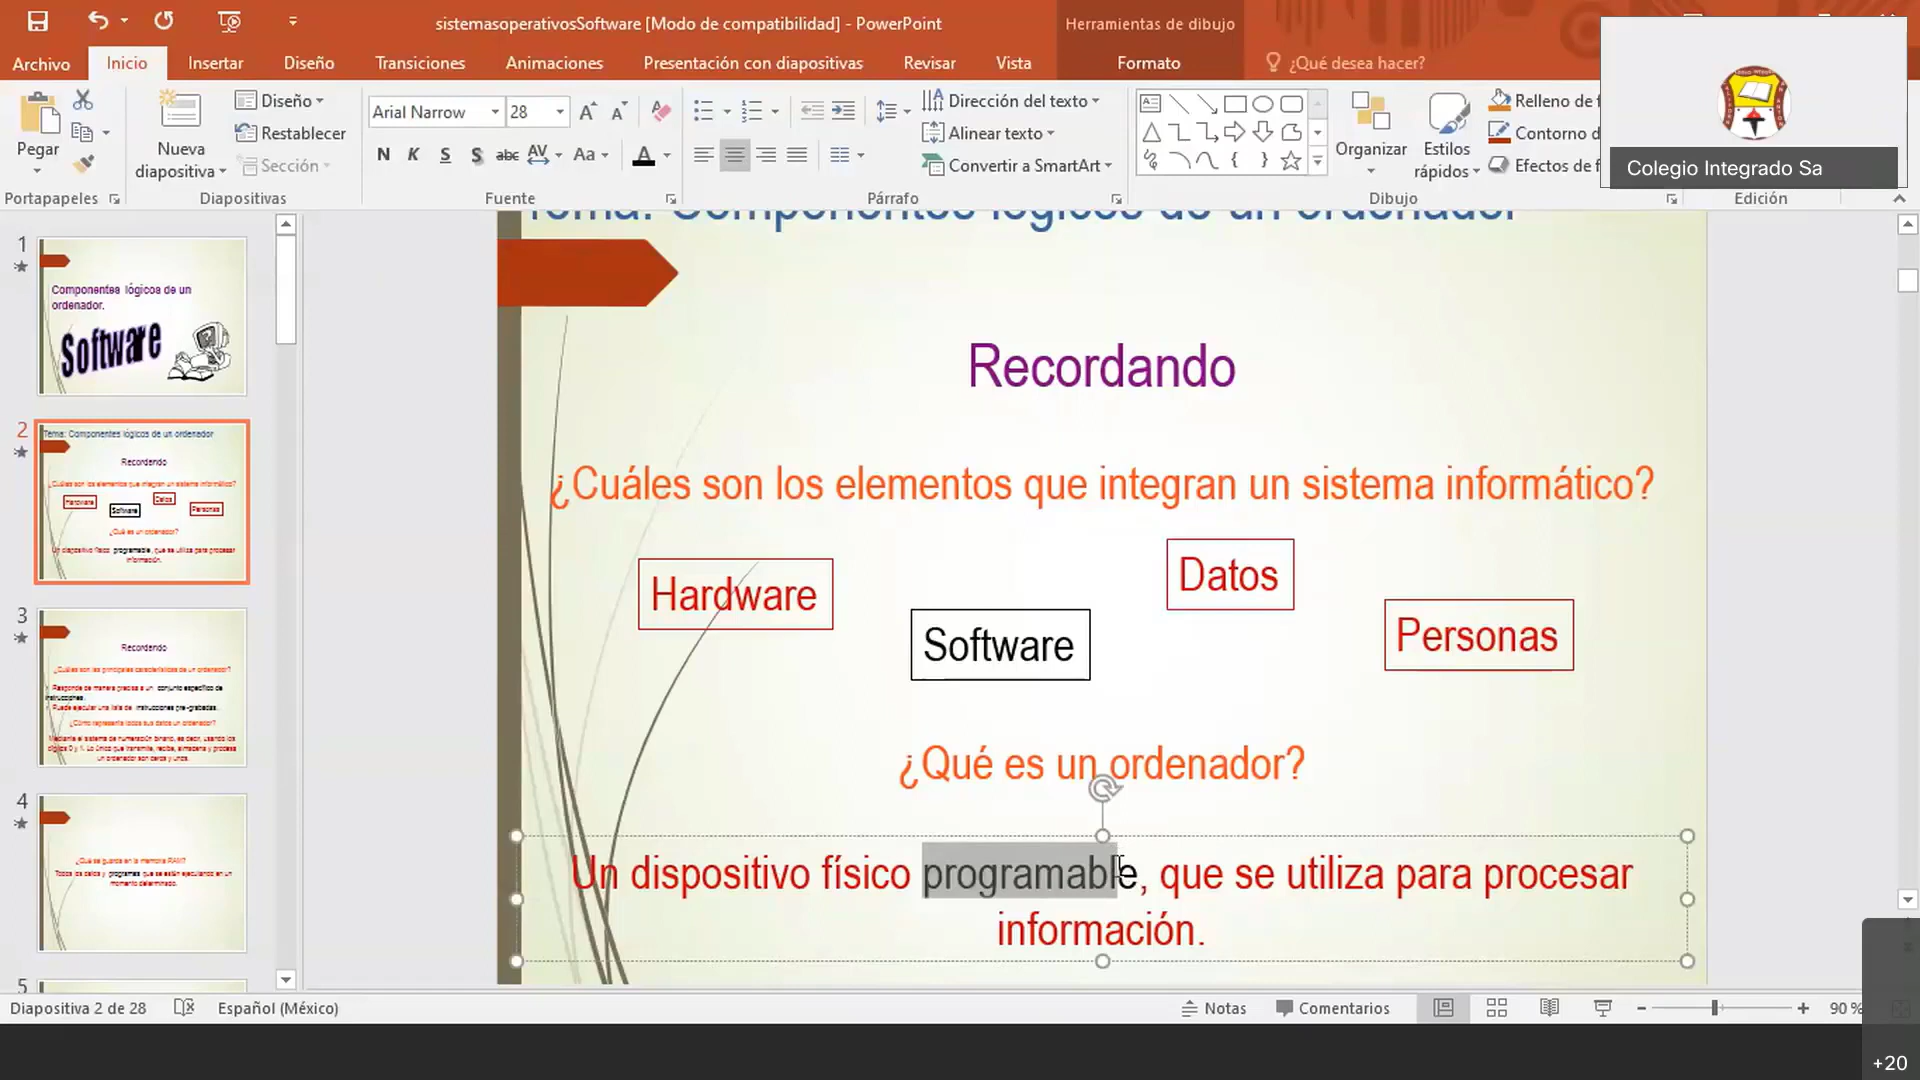 sistemasoperativosSoftware [Modo de compatibilidad] - PowerPoint
Herramientas de dibujo
Archivo
Inicio
Insertar
Diseño
Transiciones
Animaciones
Presentación con diapositivas
Revisar
Vista
Formato
¿Qué desea hacer?
Pegar
Nueva diapositiva
Diseño
Restablecer
Sección
Arial Narrow
28
N K S S abc AV Aa A
Dirección del texto
Alinear texto
Convertir a SmartArt
Organizar
Estilos rápidos
Relleno de f
Contorno d
Efectos de f
Portapapeles
Diapositivas
Fuente
Párrafo
Dibujo
Edición
Colegio Integrado Sa
1
Componentes lógicos de un
ordenador.
Software
2
Tema: Componentes lógicos de un ordenador
Recordando
¿Cuáles son los elementos que integran un sistema informático?
Hardware
Software
Datos
Personas
¿Qué es un ordenador?
Un dispositivo físico programable, que se utiliza para procesar
información.
3
Recordando
¿Cuáles son las principales características de un ordenador?
Responde de manera precisa a un conjunto específico de
instrucciones.
Puede ejecutar una lista de instrucciones pre-grabadas.
¿Cómo representa todos sus datos un ordenador?
Mediante el sistema de numeración binario, es decir, usando los
dígitos 0 y 1. Lo único que transmite, recibe, almacena y procesa
un ordenador son ceros y unos.
4
¿Qué se guarda en la memoria RAM?
Todos los datos y programas que se están ejecutando en un
momento determinado.
5
Tema: Componentes lógicos de un ordenador
Recordando
¿Cuáles son los elementos que integran un sistema informático?
Hardware
Datos
Software
Personas
¿Qué es un ordenador?
Un dispositivo físico programable, que se utiliza para procesar
información.
Diapositiva 2 de 28
Español (México)
Notas
Comentarios
90 %
+20